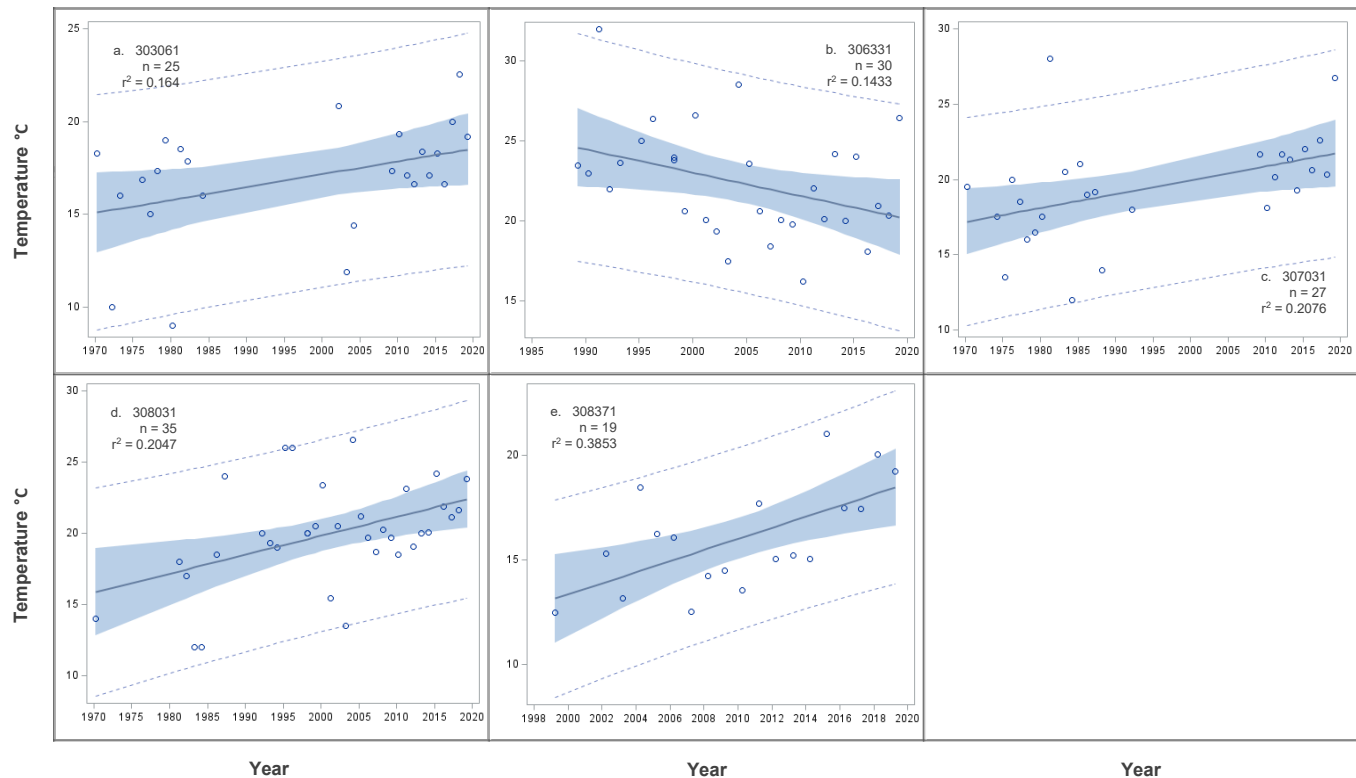 25
20
15
10
1970 1975 1980 1985 1990 1995 2000 2005 2010 2015 2020
a. 303061
n = 25
r² = 0.164
30
25
20
15
1985 1990 1995 2000 2005 2010 2015 2020
b. 306331
n = 30
r² = 0.1433
30
25
20
15
10
1970 1975 1980 1985 1990 1995 2000 2005 2010 2015 2020
c. 307031
n = 27
r² = 0.2076
Temperature °C
30
25
20
15
10
1970 1975 1980 1985 1990 1995 2000 2005 2010 2015 2020
d. 308031
n = 35
r² = 0.2047
20
15
10
1998 2000 2002 2004 2006 2008 2010 2012 2014 2016 2018 2020
e. 308371
n = 19
r² = 0.3853
Temperature °C
Year
Year
Year